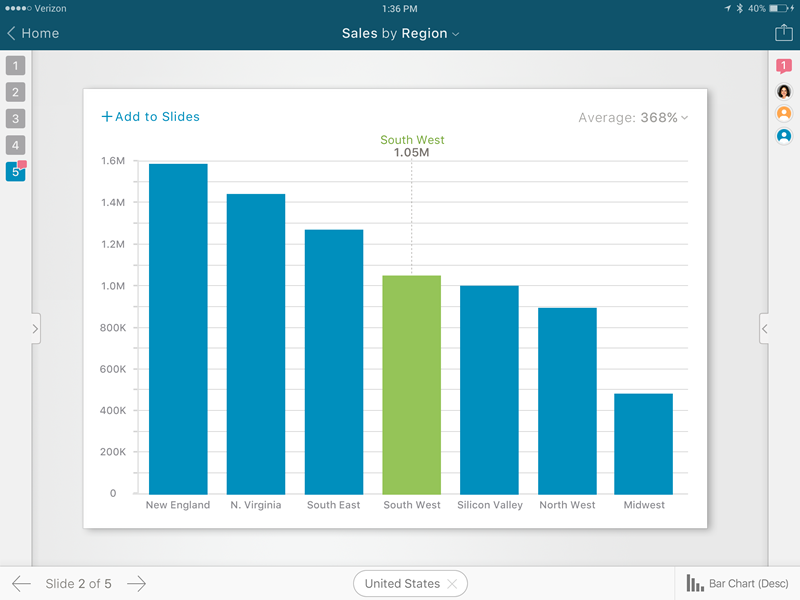 Verizon
1:36 PM
40%
Home
Sales by Region
1
2
3
4
5
1
+Add to Slides
Average: 368%
South West
1.05M
1.6M
1.4M
1.2M
1.0M
800K
600K
400K
200K
0
New England
N. Virginia
South East
South West
Silicon Valley
North West
Midwest
Slide 2 of 5
United States
Bar Chart (Desc)